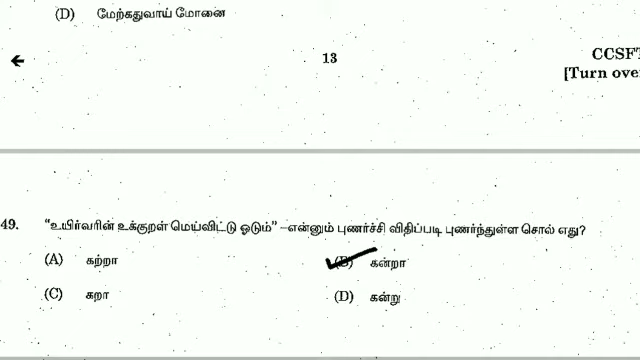 (D) மேற்கதுவாய் மோனை
13
CCSFT
[Turn over
49. "உயிர்வரின் உக்குறள் மெய்விட்டு ஓடும்" –என்னும் புணர்ச்சி விதிப்படி புணர்ந்துள்ள சொல் எது?
(A) கற்றா
(B) கன்றா
(C) கறா
(D) கன்று